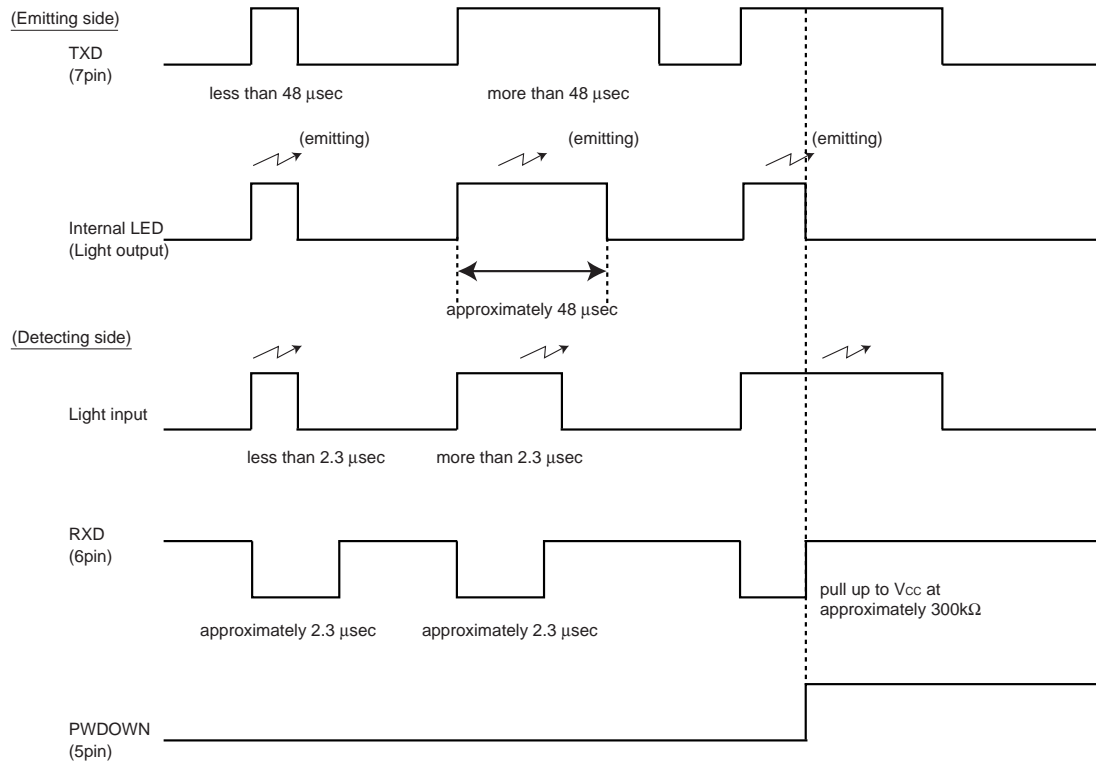 (Emitting side)
TXD
(7pin)
less than 48 μsec
more than 48 μsec
(emitting)
(emitting)
(emitting)
Internal LED
(Light output)
approximately 48 μsec
(Detecting side)
Light input
less than 2.3 μsec
more than 2.3 μsec
RXD
(6pin)
pull up to Vcc at
approximately 300kΩ
approximately 2.3 μsec
approximately 2.3 μsec
PWDOWN
(5pin)